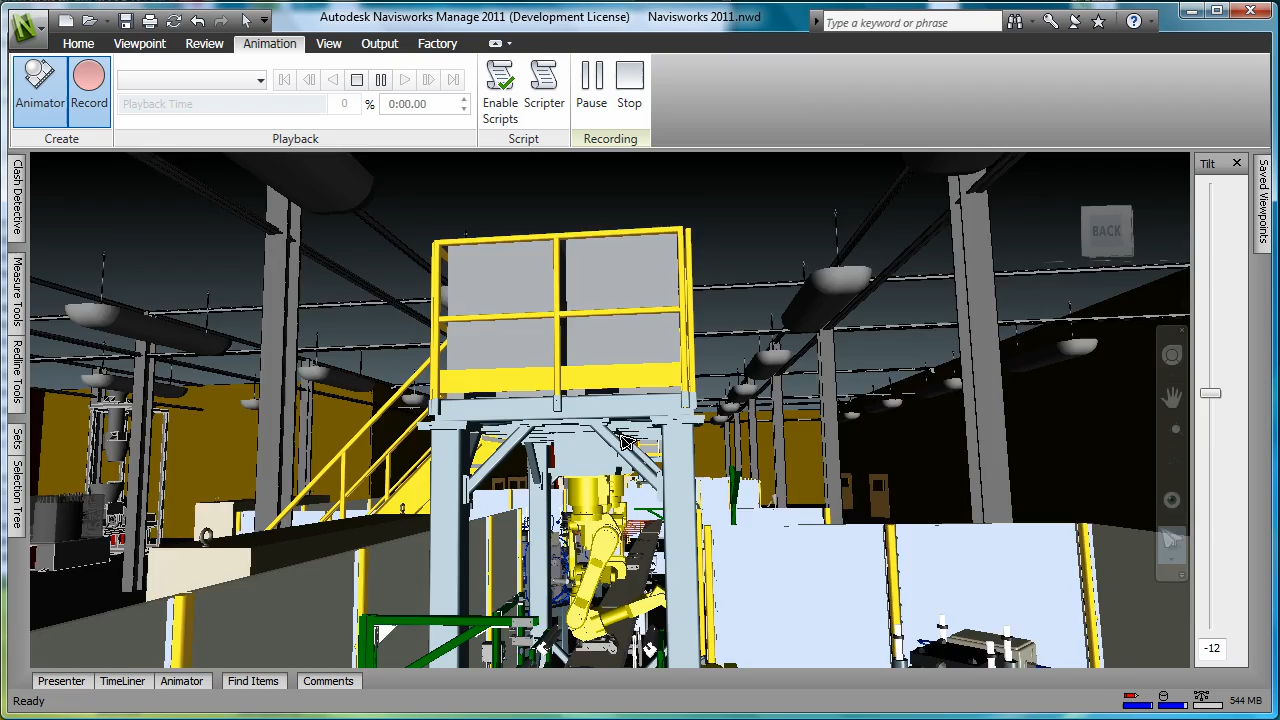 Autodesk Navisworks Manage 2011 (Development License) Navisworks 2011.nwd
Type a keyword or phrase
Home Viewpoint Review Animation View Output Factory
Animator Record
Playback Time 0 % 0:00.00
Enable Scripts Scripter
Pause Stop
Create Playback Script Recording
Clash Detective
Measure Tools
Redline Tools
Sets
Selection Tree
BACK
Tilt
-12
Saved Viewpoints
Presenter TimeLiner Animator Find Items Comments
Ready
544 MB